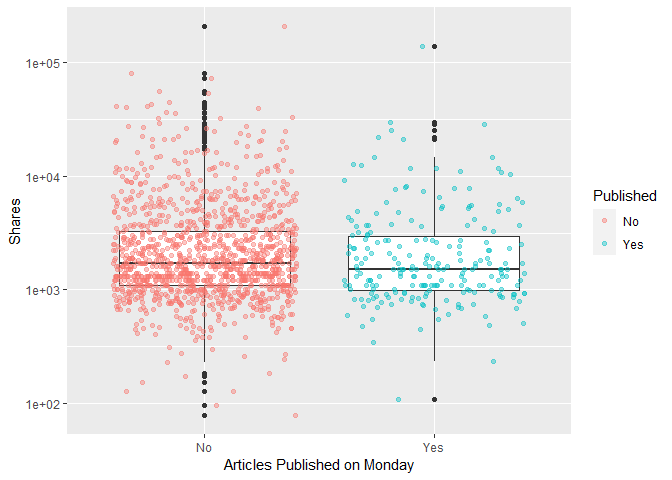 1e+05
1e+04
1e+03
1e+02
Shares
No
Yes
Articles Published on Monday
Published
No
Yes